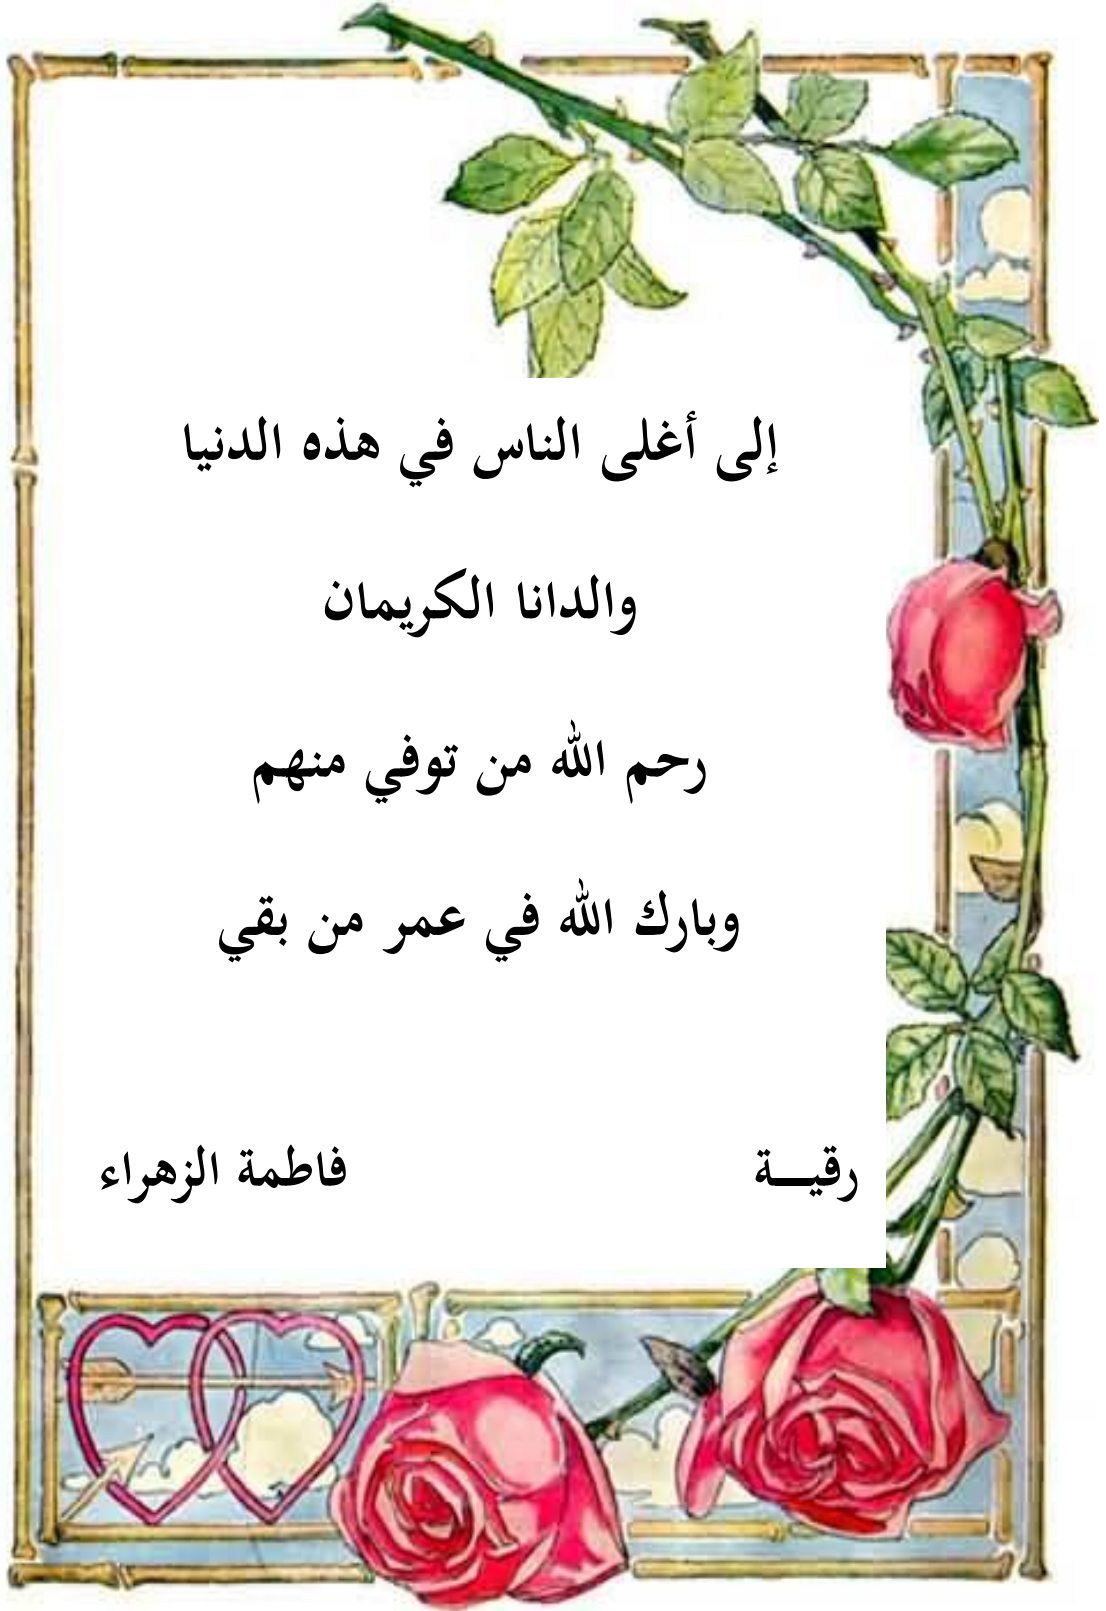 إلى أغلى الناس في هذه الدنيا
والدانا الكريمان
رحم الله من توفي منهم
وبارك الله في عمر من بقي
رقيـــة فاطمة الزهراء